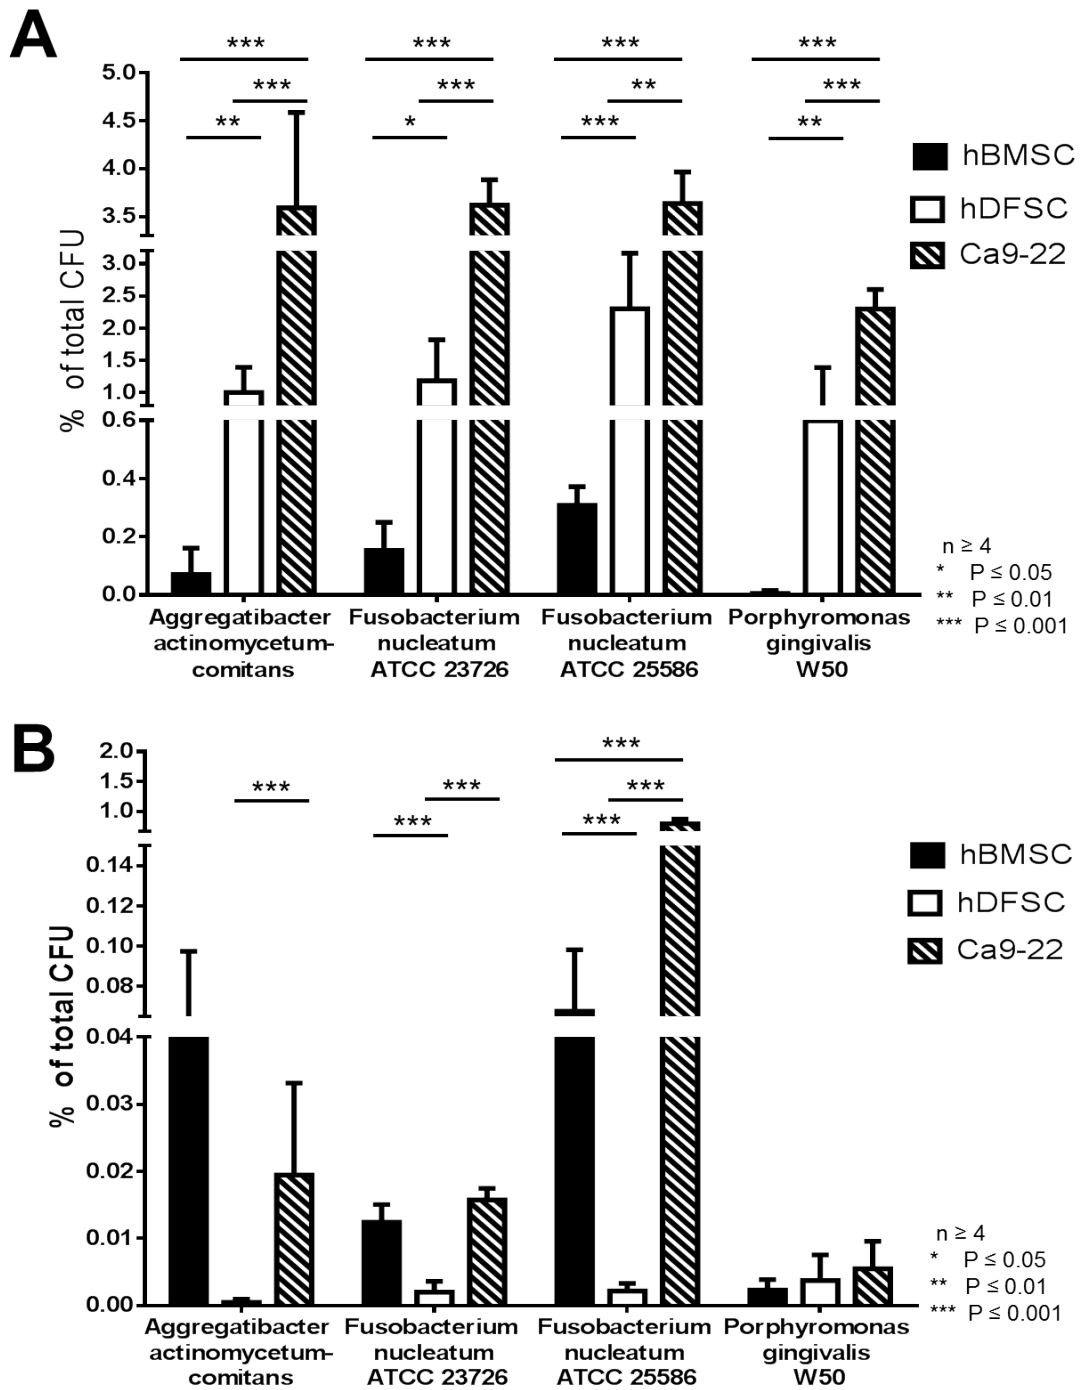 A
***
***
***
***
***
***
**
***
**
*
***
**
5.0
4.5
4.0
3.5
3.0
2.5
2.0
1.5
1.0
0.6
0.4
0.2
0.0
% of total CFU
hBMSC
hDFSC
Ca9-22
n ≥ 4
* P ≤ 0.05
** P ≤ 0.01
*** P ≤ 0.001
Aggregatibacter
actinomycetum-
comitans
Fusobacterium
nucleatum
ATCC 23726
Fusobacterium
nucleatum
ATCC 25586
Porphyromonas
gingivalis
W50
B
***
***
***
***
***
***
2.0
1.5
1.0
0.14
0.12
0.10
0.08
0.04
0.03
0.02
0.01
0.00
% of total CFU
hBMSC
hDFSC
Ca9-22
n ≥ 4
* P ≤ 0.05
** P ≤ 0.01
*** P ≤ 0.001
Aggregatibacter
actinomycetum-
comitans
Fusobacterium
nucleatum
ATCC 23726
Fusobacterium
nucleatum
ATCC 25586
Porphyromonas
gingivalis
W50